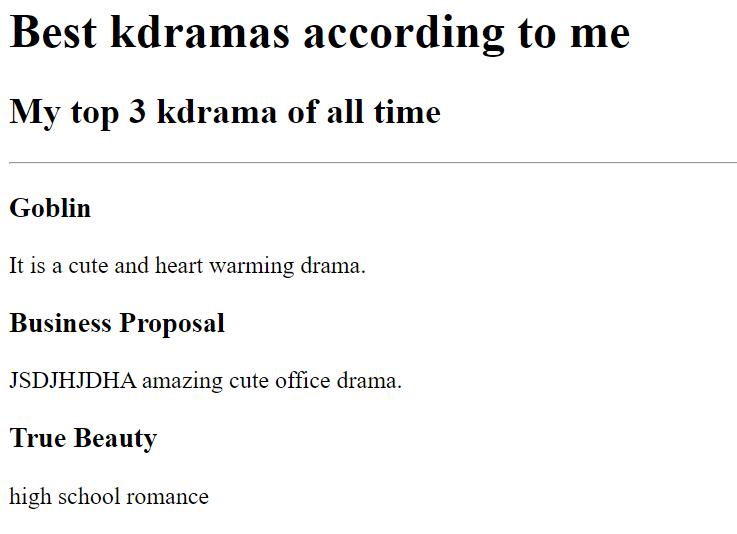 Best kdramas according to me
My top 3 kdrama of all time
Goblin
It is a cute and heart warming drama.
Business Proposal
JSDJHJDHA amazing cute office drama.
True Beauty
high school romance